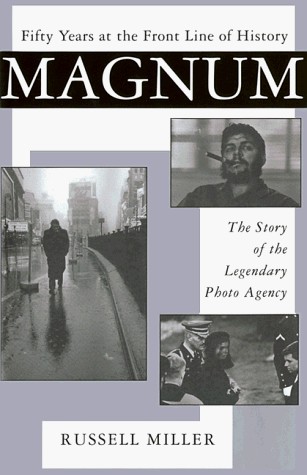 Fifty Years at the Front Line of History
MAGNUM
The Story
of the
Legendary
Photo Agency
RUSSELL MILLER